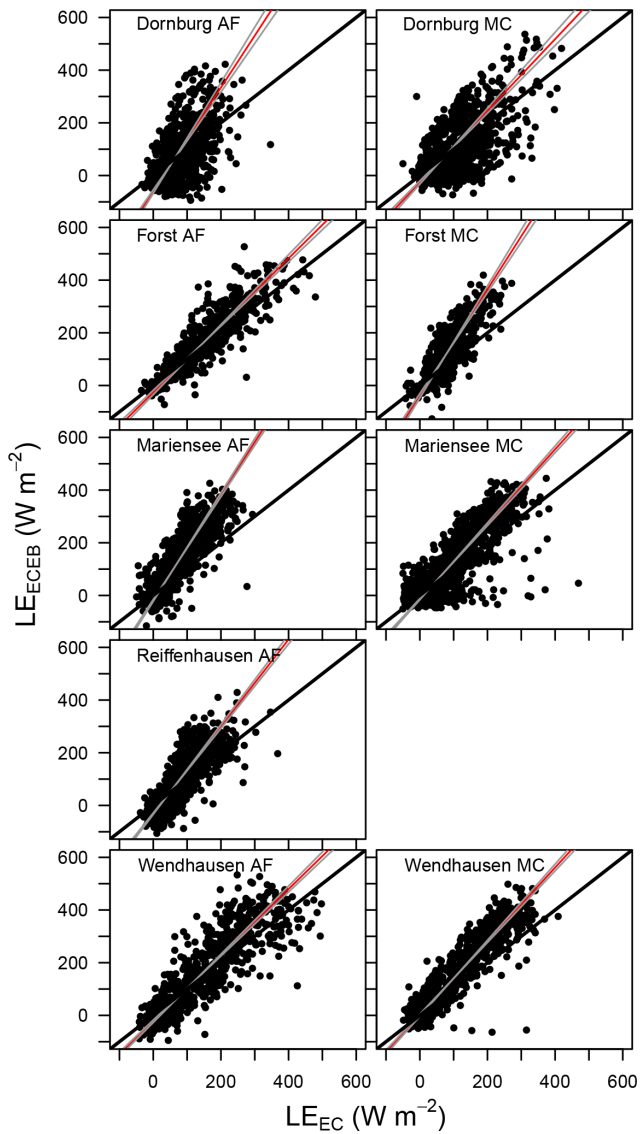 Dornburg AF
Dornburg MC
600
400
200
0
Forst AF
Forst MC
600
400
200
0
Mariensee AF
Mariensee MC
600
400
200
0
LE_ECEB (W m⁻²)
Reiffenhausen AF
600
400
200
0
Wendhausen AF
Wendhausen MC
600
400
200
0
0 200 400 600
0 200 400 600
LE_EC (W m⁻²)